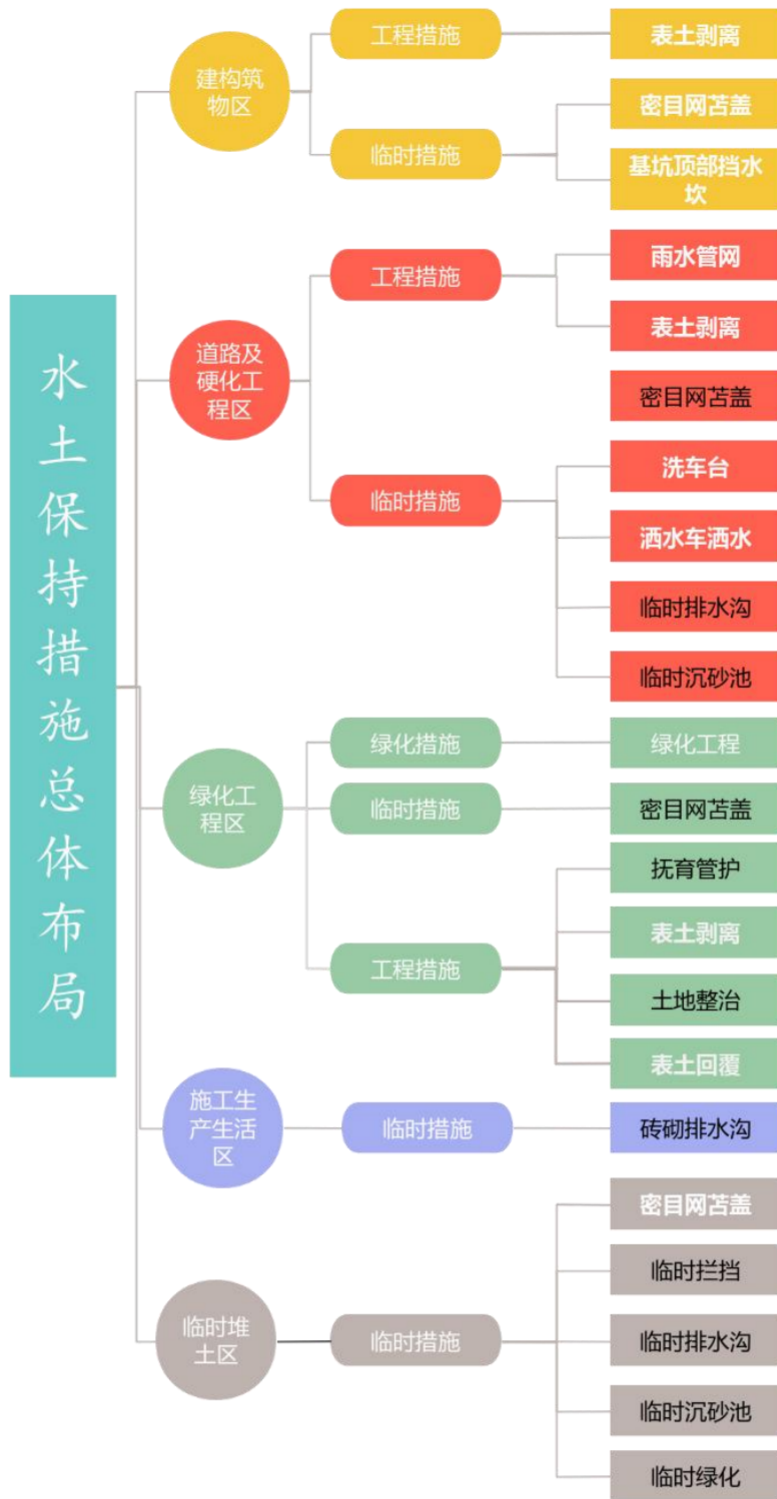 水土保持措施总体布局
建构筑
物区
工程措施
表土剥离
临时措施
密目网苫盖
基坑顶部挡水
坎
道路及
硬化工
程区
工程措施
雨水管网
表土剥离
密目网苫盖
临时措施
洗车台
洒水车洒水
临时排水沟
临时沉砂池
绿化工
程区
绿化措施
绿化工程
临时措施
密目网苫盖
工程措施
抚育管护
表土剥离
土地整治
表土回覆
施工生
产生活
区
临时措施
砖砌排水沟
临时堆
土区
临时措施
密目网苫盖
临时拦挡
临时排水沟
临时沉砂池
临时绿化